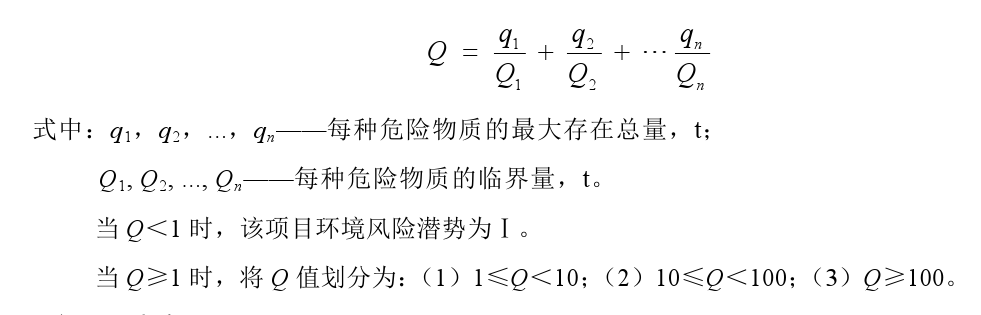 Q = q₁/Q₁ + q₂/Q₂ + ⋯ qₙ/Qₙ
式中：q₁，q₂，...，qₙ——每种危险物质的最大存在总量，t；
Q₁, Q₂, ..., Qₙ——每种危险物质的临界量，t。
当 Q＜1 时，该项目环境风险潜势为Ⅰ。
当 Q≥1 时，将 Q 值划分为：（1）1≤Q＜10；（2）10≤Q＜100；（3）Q≥100。